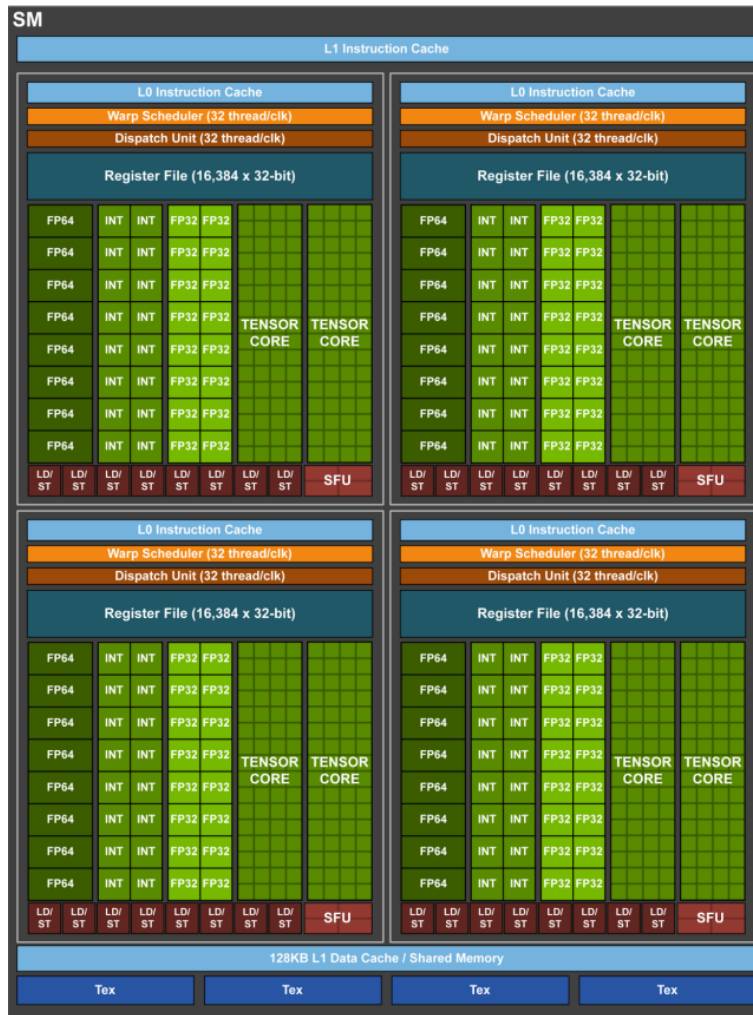 SM
L1 Instruction Cache
L0 Instruction Cache L0 Instruction Cache
Warp Scheduler (32 thread/clk) Warp Scheduler (32 thread/clk)
Dispatch Unit (32 thread/clk) Dispatch Unit (32 thread/clk)
Register File (16,384 x 32-bit) Register File (16,384 x 32-bit)
FP64 INT INT FP32 FP32 FP64 INT INT FP32 FP32
FP64 INT INT FP32 FP32 FP64 INT INT FP32 FP32
FP64 INT INT FP32 FP32 FP64 INT INT FP32 FP32
FP64 INT INT FP32 FP32 TENSOR TENSOR FP64 INT INT FP32 FP32 TENSOR TENSOR
FP64 INT INT FP32 FP32 CORE CORE FP64 INT INT FP32 FP32 CORE CORE
FP64 INT INT FP32 FP32 FP64 INT INT FP32 FP32
FP64 INT INT FP32 FP32 FP64 INT INT FP32 FP32
FP64 INT INT FP32 FP32 FP64 INT INT FP32 FP32
LD/ LD/ LD/ LD/ LD/ LD/ LD/ LD/ SFU LD/ LD/ LD/ LD/ LD/ LD/ LD/ LD/ SFU
ST ST ST ST ST ST ST ST ST ST ST ST ST ST ST ST
L0 Instruction Cache L0 Instruction Cache
Warp Scheduler (32 thread/clk) Warp Scheduler (32 thread/clk)
Dispatch Unit (32 thread/clk) Dispatch Unit (32 thread/clk)
Register File (16,384 x 32-bit) Register File (16,384 x 32-bit)
FP64 INT INT FP32 FP32 FP64 INT INT FP32 FP32
FP64 INT INT FP32 FP32 FP64 INT INT FP32 FP32
FP64 INT INT FP32 FP32 FP64 INT INT FP32 FP32
FP64 INT INT FP32 FP32 TENSOR TENSOR FP64 INT INT FP32 FP32 TENSOR TENSOR
FP64 INT INT FP32 FP32 CORE CORE FP64 INT INT FP32 FP32 CORE CORE
FP64 INT INT FP32 FP32 FP64 INT INT FP32 FP32
FP64 INT INT FP32 FP32 FP64 INT INT FP32 FP32
FP64 INT INT FP32 FP32 FP64 INT INT FP32 FP32
LD/ LD/ LD/ LD/ LD/ LD/ LD/ LD/ SFU LD/ LD/ LD/ LD/ LD/ LD/ LD/ LD/ SFU
ST ST ST ST ST ST ST ST ST ST ST ST ST ST ST ST
128KB L1 Data Cache / Shared Memory
Tex Tex Tex Tex